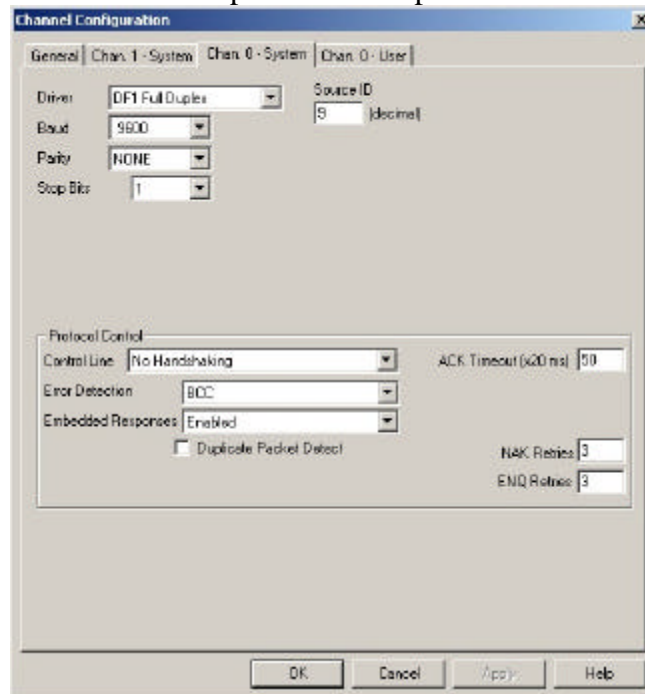 Channel Configuration
General
Chan. 1 - System
Chan. 0 - System
Chan. 0 - User
Driver DF1 Full Duplex
Source ID
9 (decimal)
Baud 9600
Parity NONE
Stop Bits 1
Protocol Control
Control Line No Handshaking
ACK Timeout (x20 ms) 50
Error Detection BCC
Embedded Responses Enabled
Duplicate Packet Detect
NAK Retries 3
ENQ Retries 3
OK
Cancel
Apply
Help